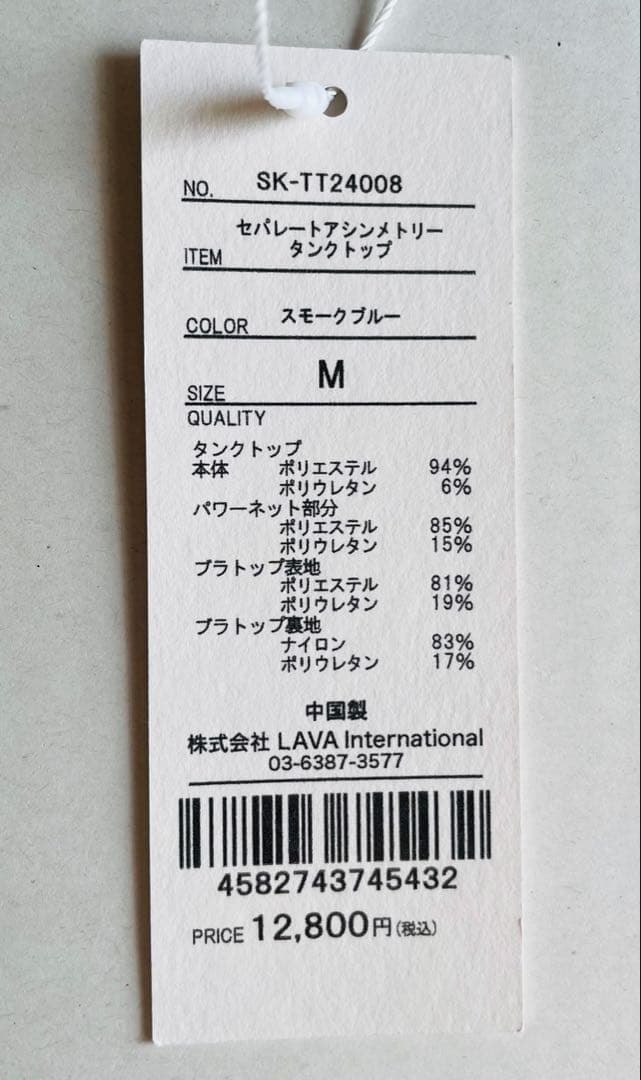 NO. SK-TT24008
セパレートアシンメトリー
ITEM タンクトップ
COLOR スモークブルー
SIZE M
QUALITY
タンクトップ
本体 ポリエステル 94%
ポリウレタン 6%
パワーネット部分
ポリエステル 85%
ポリウレタン 15%
ブラトップ表地
ポリエステル 81%
ポリウレタン 19%
ブラトップ裏地
ナイロン 83%
ポリウレタン 17%
中国製
株式会社 LAVA International
03-6387-3577
4582743745432
PRICE 12,800円(税込)